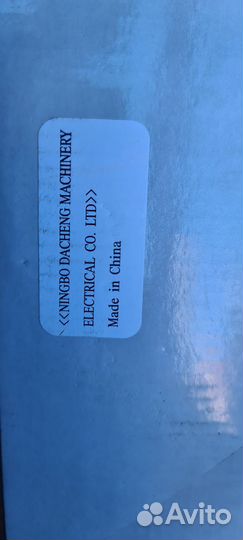 <<NINGBO DACHENG MACHINERY
ELECTRICAL CO. LTD>>
Made in China
Avito